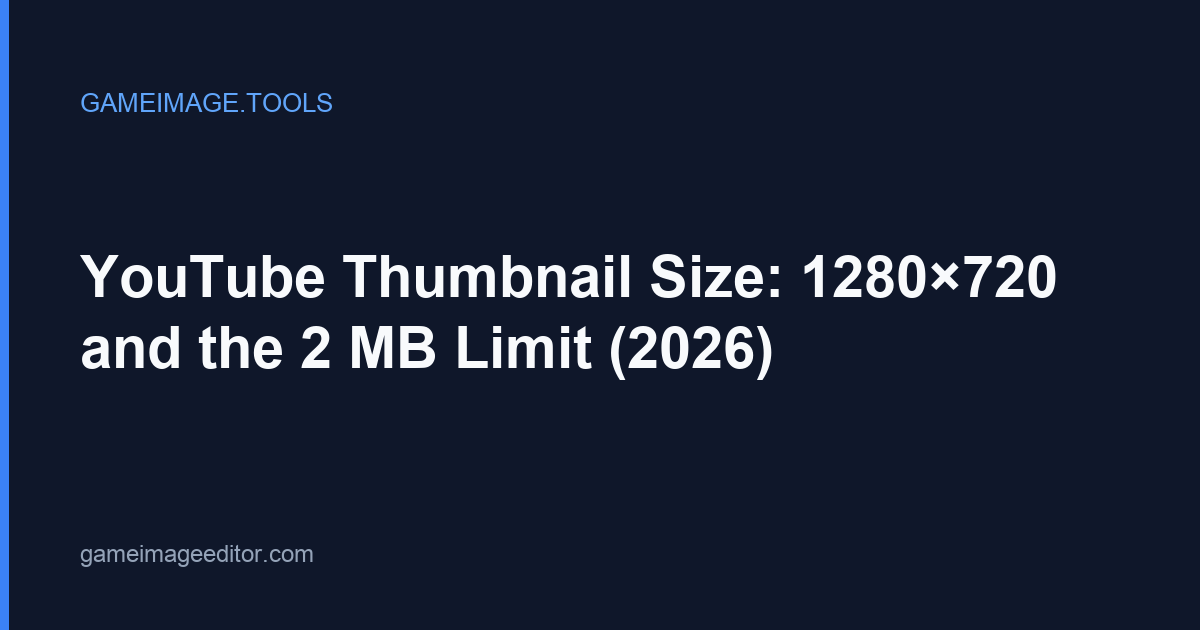 GAMEIMAGE.TOOLS
YouTube Thumbnail Size: 1280×720
and the 2 MB Limit (2026)
gameimageeditor.com